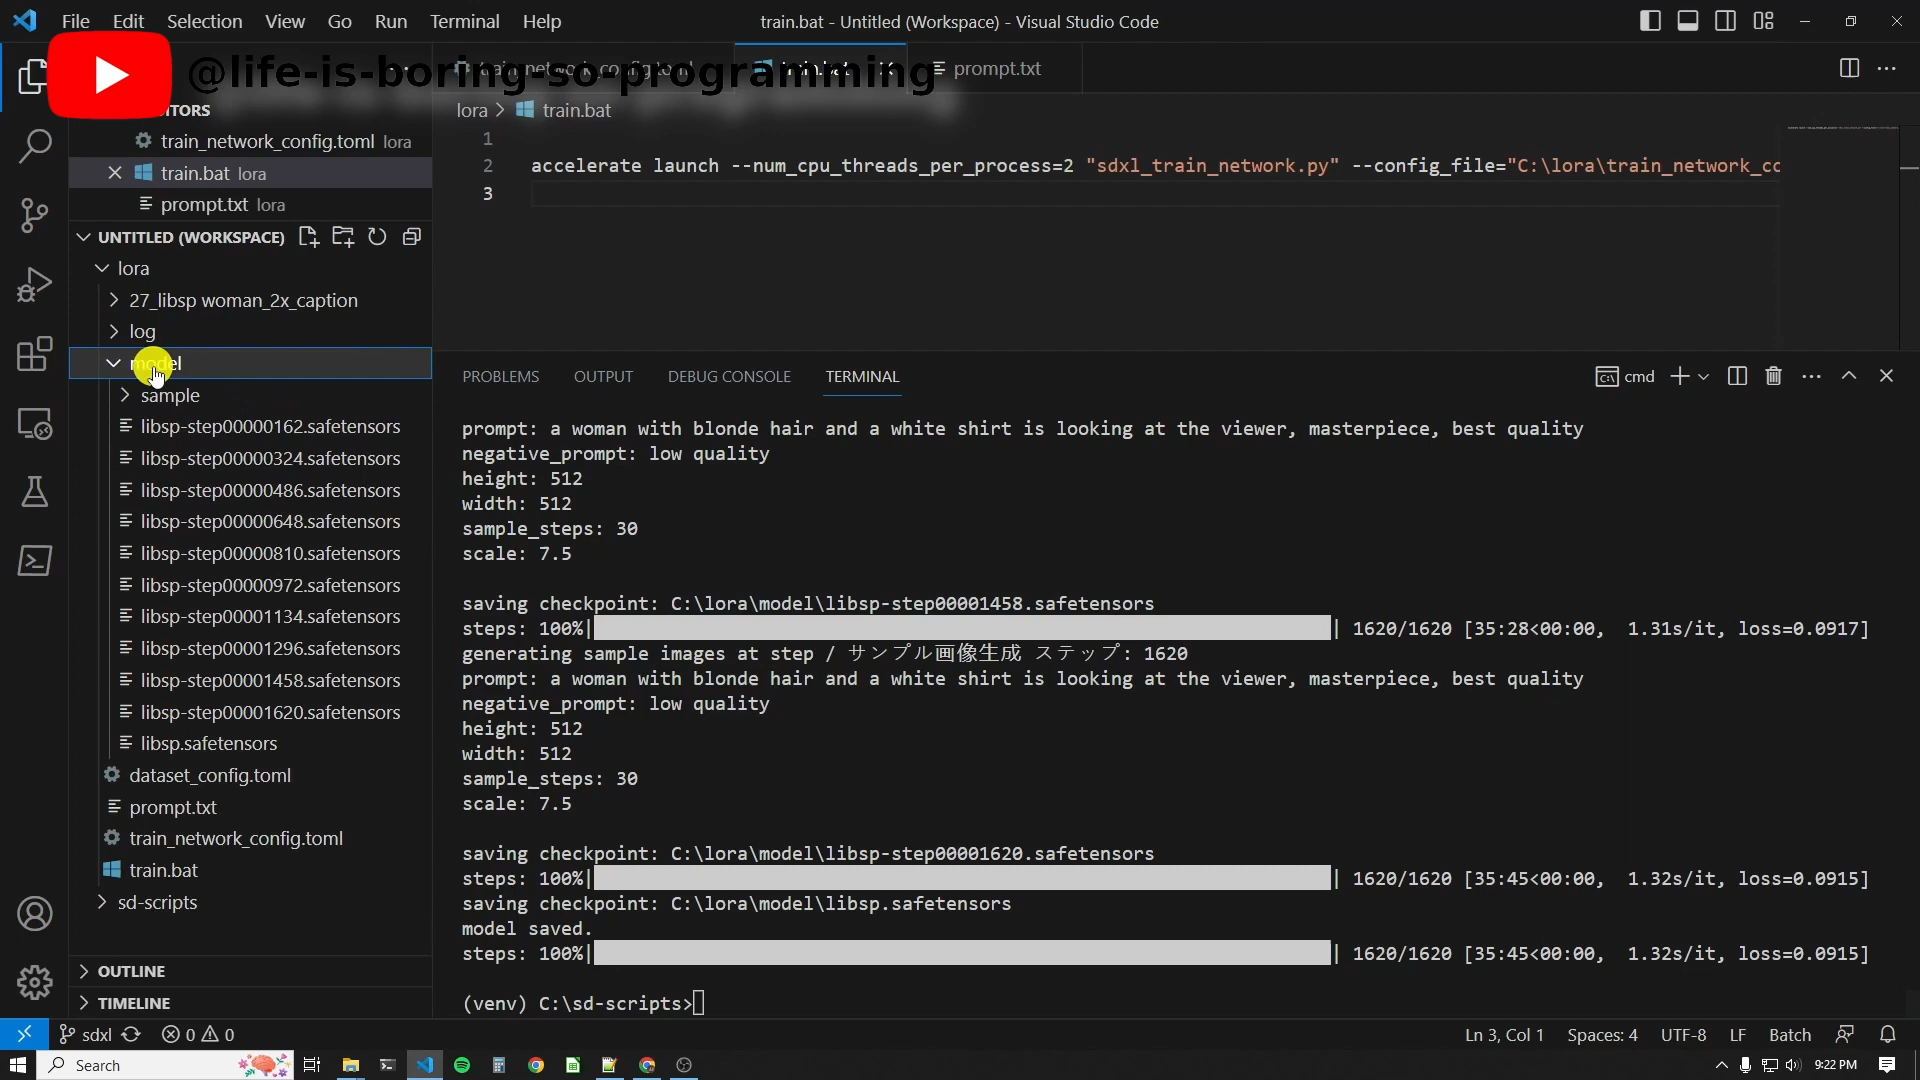 File Edit Selection View Go Run Terminal Help
train.bat - Untitled (Workspace) - Visual Studio Code
@life-is-boring-so-programming
train_network_config.toml
train.bat
prompt.txt
lora > train.bat
train_network_config.toml lora
train.bat lora
prompt.txt lora
UNTITLED (WORKSPACE)
lora
27_libsp woman_2x_caption
log
model
sample
libsp-step00000162.safetensors
libsp-step00000324.safetensors
libsp-step00000486.safetensors
libsp-step00000648.safetensors
libsp-step00000810.safetensors
libsp-step00000972.safetensors
libsp-step00001134.safetensors
libsp-step00001296.safetensors
libsp-step00001458.safetensors
libsp-step00001620.safetensors
libsp.safetensors
dataset_config.toml
prompt.txt
train_network_config.toml
train.bat
sd-scripts
OUTLINE
TIMELINE
1
2 accelerate launch --num_cpu_threads_per_process=2 "sdxl_train_network.py" --config_file="C:\lora\train_network_co
3
PROBLEMS OUTPUT DEBUG CONSOLE TERMINAL
cmd
prompt: a woman with blonde hair and a white shirt is looking at the viewer, masterpiece, best quality
negative_prompt: low quality
height: 512
width: 512
sample_steps: 30
scale: 7.5
saving checkpoint: C:\lora\model\libsp-step00001458.safetensors
steps: 100%| | 1620/1620 [35:28<00:00, 1.31s/it, loss=0.0917]
generating sample images at step / サンプル画像生成 ステップ: 1620
prompt: a woman with blonde hair and a white shirt is looking at the viewer, masterpiece, best quality
negative_prompt: low quality
height: 512
width: 512
sample_steps: 30
scale: 7.5
saving checkpoint: C:\lora\model\libsp-step00001620.safetensors
steps: 100%| | 1620/1620 [35:45<00:00, 1.32s/it, loss=0.0915]
saving checkpoint: C:\lora\model\libsp.safetensors
model saved.
steps: 100%| | 1620/1620 [35:45<00:00, 1.32s/it, loss=0.0915]
(venv) C:\sd-scripts>
sdxl 0 0
Ln 3, Col 1 Spaces: 4 UTF-8 LF Batch
Search
9:22 PM